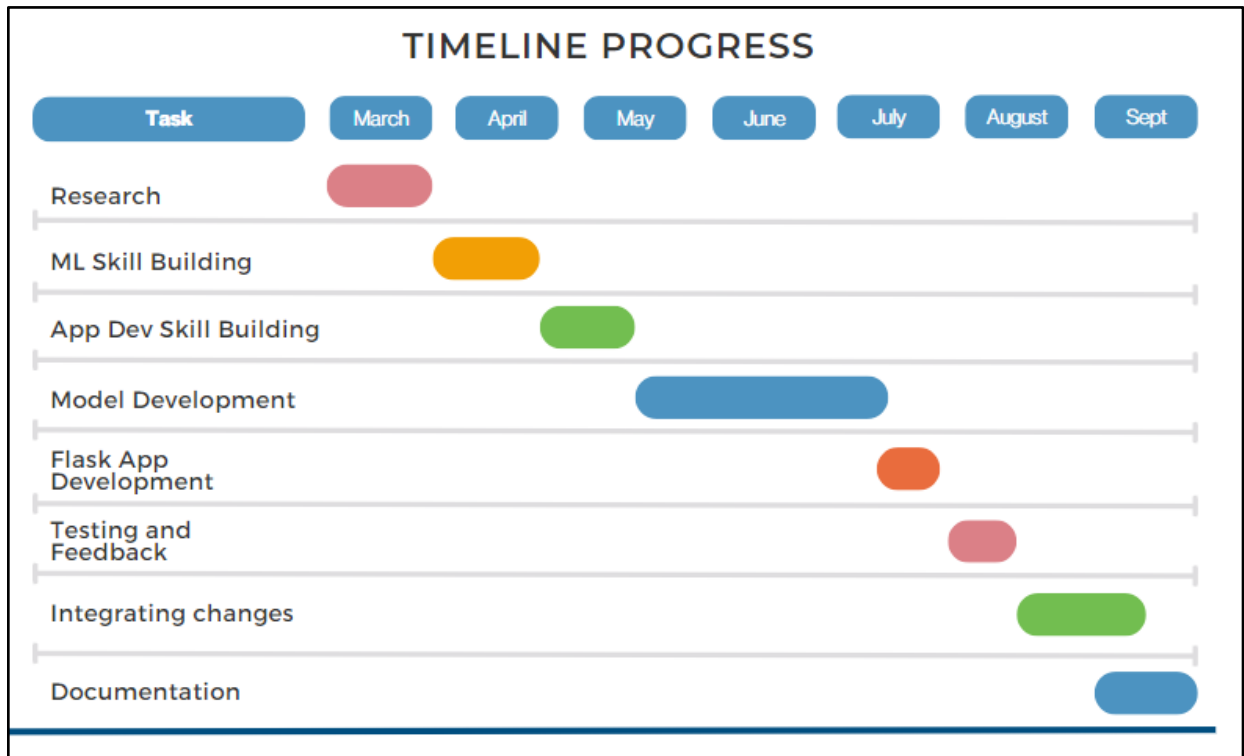 TIMELINE PROGRESS
Task March April May June July August Sept
Research
ML Skill Building
App Dev Skill Building
Model Development
Flask App
Development
Testing and
Feedback
Integrating changes
Documentation